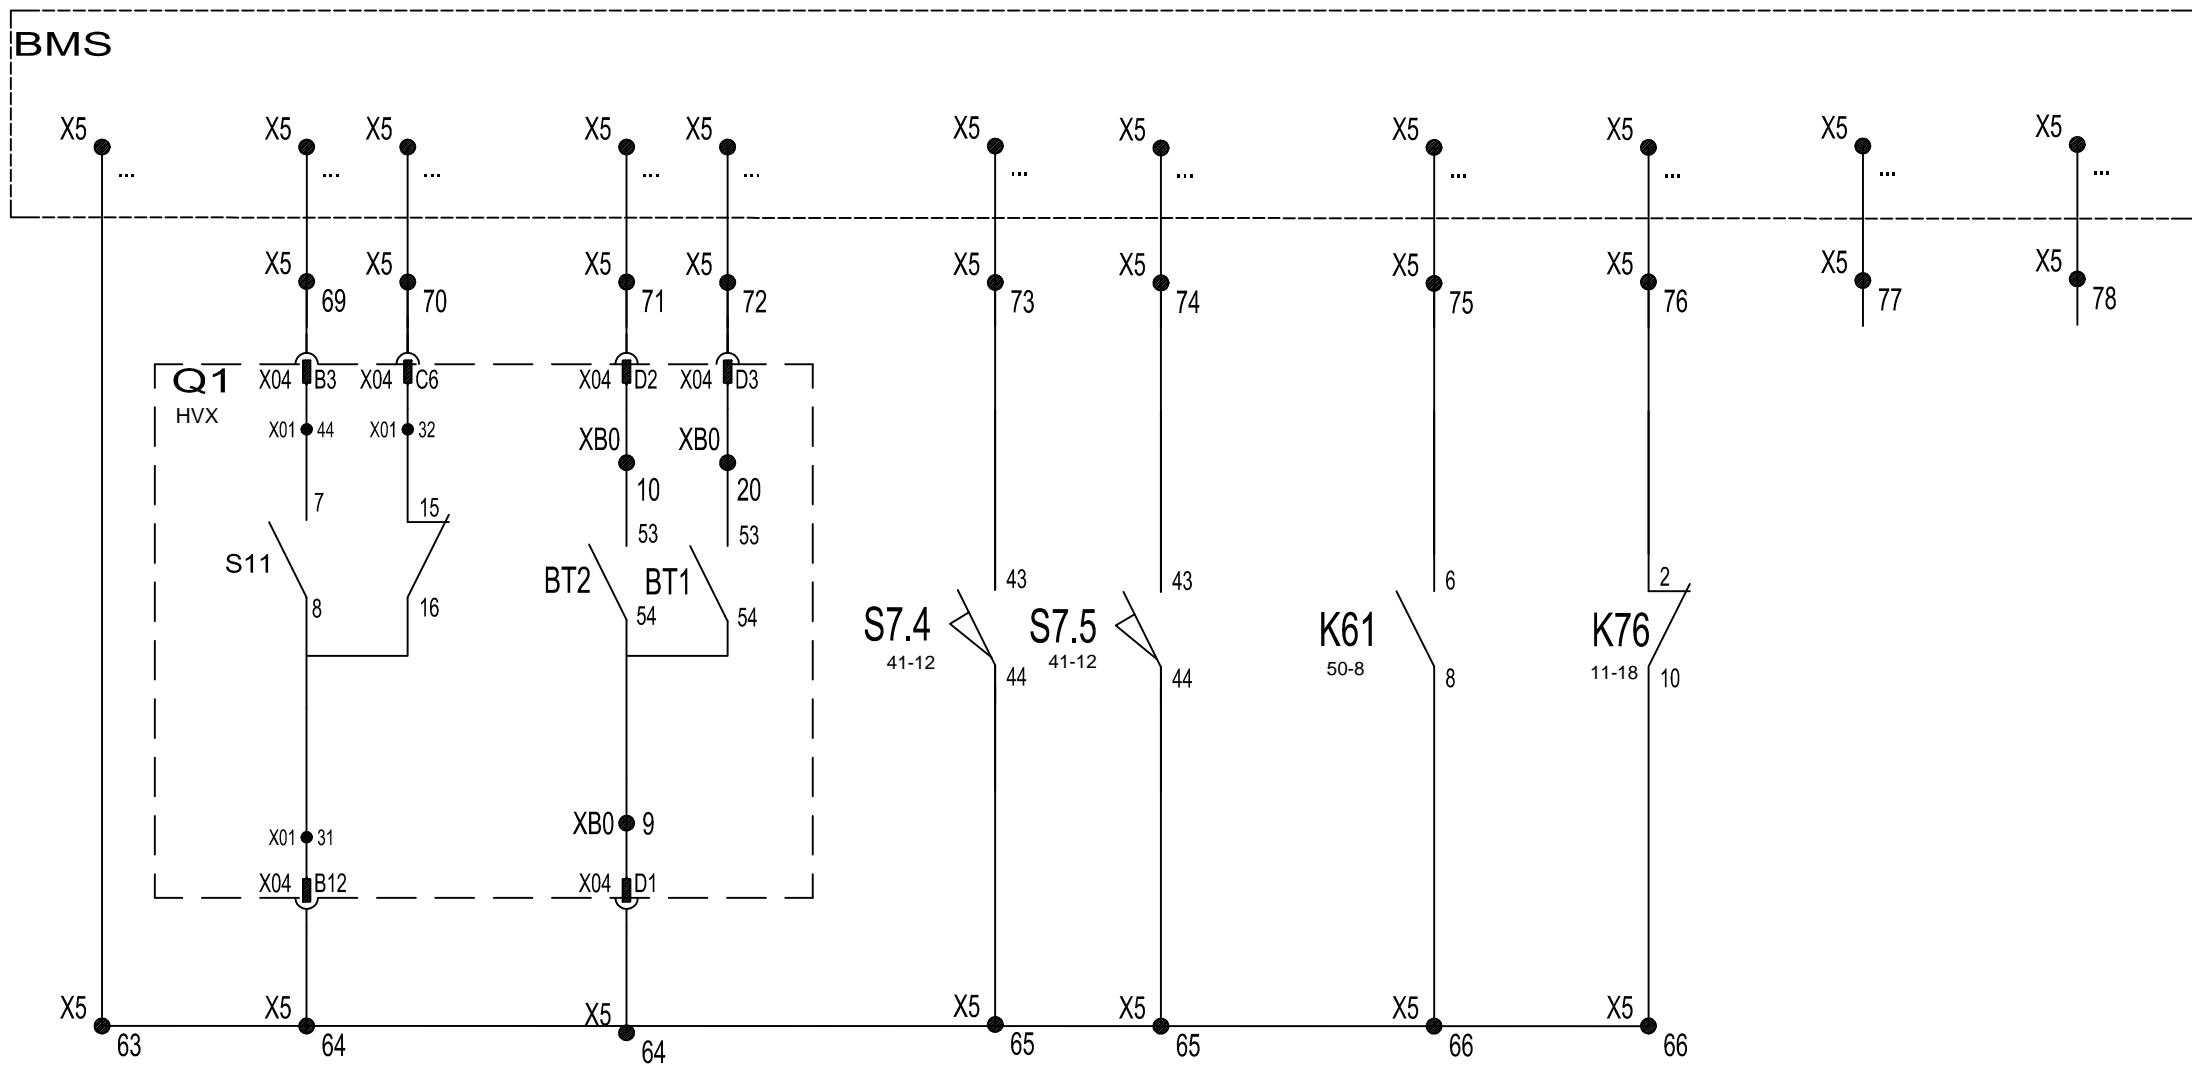 BMS
X5 X5 X5 X5 X5 X5 X5 X5 X5 X5 X5
... ... ... ... ... ... ... ... ... ... ...
X5 X5 X5 X5 X5 X5 X5 X5 X5 X5
69 70 71 72 73 74 75 76 77 78
Q1 X04 B3 X04 C6 X04 D2 X04 D3
HVX
X01 44 X01 32 XB0 XB0
10 20
7 15 53 53
S11 BT2 BT1 43 43 6 2
8 16 54 54
S7.4 S7.5 K61 K76
41-12 41-12 50-8 11-18
44 44 8 10
X01 31 XB0 9
X04 B12 X04 D1
X5 X5 X5 X5 X5 X5 X5
63 64 64 65 65 66 66